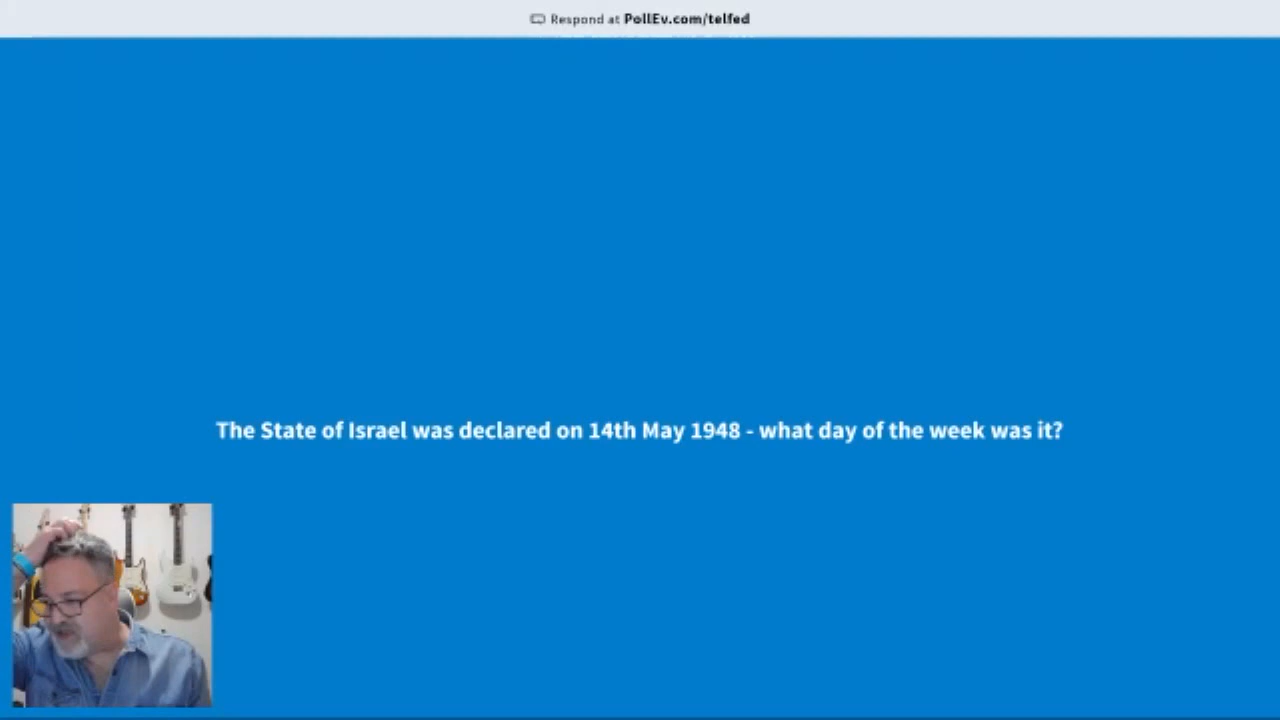 Respond at PollEv.com/telfed
The State of Israel was declared on 14th May 1948 - what day of the week was it?